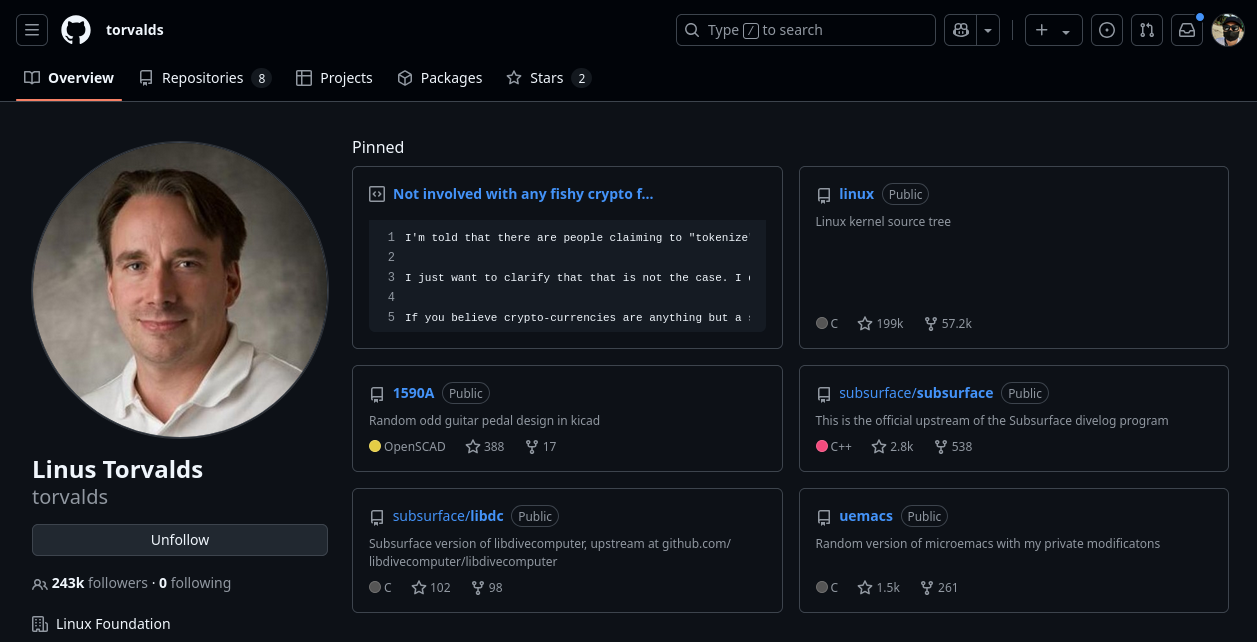 torvalds
Type / to search
Overview
Repositories 8
Projects
Packages
Stars 2
Linus Torvalds
torvalds
Unfollow
243k followers · 0 following
Linux Foundation
Pinned
Not involved with any fishy crypto f...
1 I'm told that there are people claiming to "tokenize"
2
3 I just want to clarify that that is not the case. I
4
5 If you believe crypto-currencies are anything but a
linux Public
Linux kernel source tree
C 199k 57.2k
1590A Public
Random odd guitar pedal design in kicad
OpenSCAD 388 17
subsurface/subsurface Public
This is the official upstream of the Subsurface divelog program
C++ 2.8k 538
subsurface/libdc Public
Subsurface version of libdivecomputer, upstream at github.com/
libdivecomputer/libdivecomputer
C 102 98
uemacs Public
Random version of microemacs with my private modificatons
C 1.5k 261